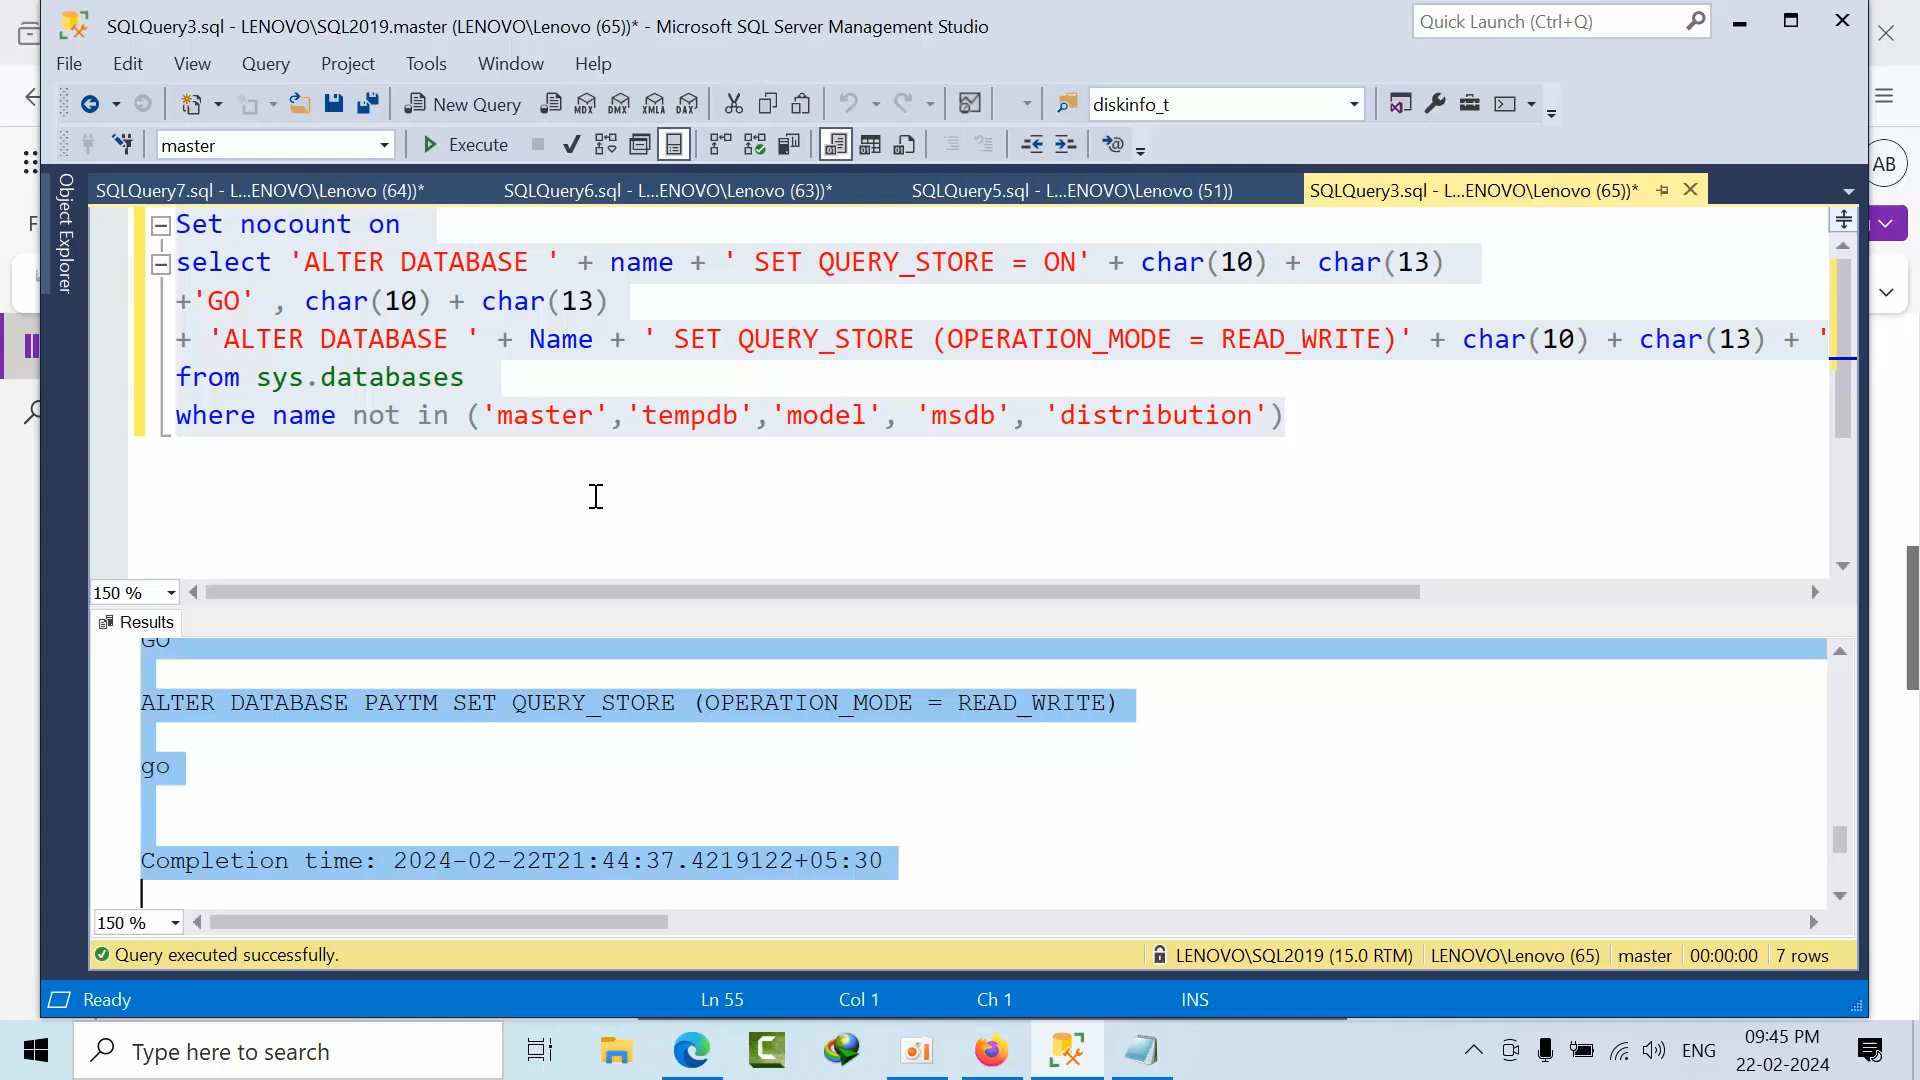 SQLQuery3.sql - LENOVO\SQL2019.master (LENOVO\Lenovo (65))* - Microsoft SQL Server Management Studio
Quick Launch (Ctrl+Q)
File Edit View Query Project Tools Window Help
New Query MDX DMX XMLA DAX diskinfo_t
AB
master Execute
SQLQuery7.sql - L...ENOVO\Lenovo (64))* SQLQuery6.sql - L...ENOVO\Lenovo (63))* SQLQuery5.sql - L...ENOVO\Lenovo (51)) SQLQuery3.sql - L...ENOVO\Lenovo (65))*
Object Explorer
Set nocount on
select 'ALTER DATABASE ' + name + ' SET QUERY_STORE = ON' + char(10) + char(13)
+'GO' , char(10) + char(13)
+ 'ALTER DATABASE ' + Name + ' SET QUERY_STORE (OPERATION_MODE = READ_WRITE)' + char(10) + char(13) + '
from sys.databases
where name not in ('master','tempdb','model', 'msdb', 'distribution')
150 %
Results
GO
ALTER DATABASE PAYTM SET QUERY_STORE (OPERATION_MODE = READ_WRITE)
go
Completion time: 2024-02-22T21:44:37.4219122+05:30
150 %
Query executed successfully. LENOVO\SQL2019 (15.0 RTM) LENOVO\Lenovo (65) master 00:00:00 7 rows
Ready Ln 55 Col 1 Ch 1 INS
Type here to search
ENG
09:45 PM
22-02-2024